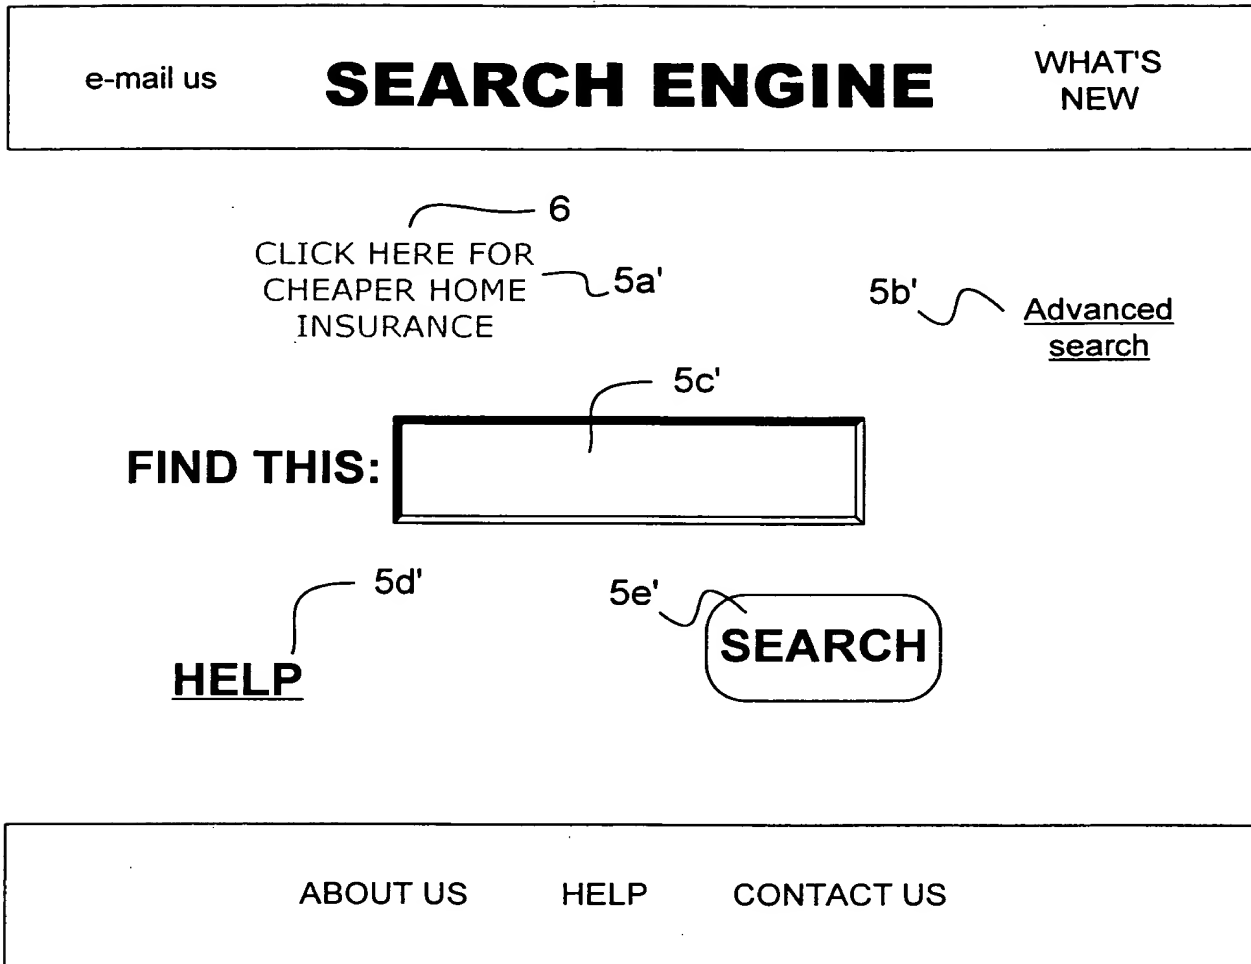 e-mail us
SEARCH ENGINE
WHAT'S
NEW
6
CLICK HERE FOR
CHEAPER HOME
INSURANCE
5a'
5b'
Advanced
search
5c'
FIND THIS:
5d'
5e'
HELP
SEARCH
ABOUT US
HELP
CONTACT US